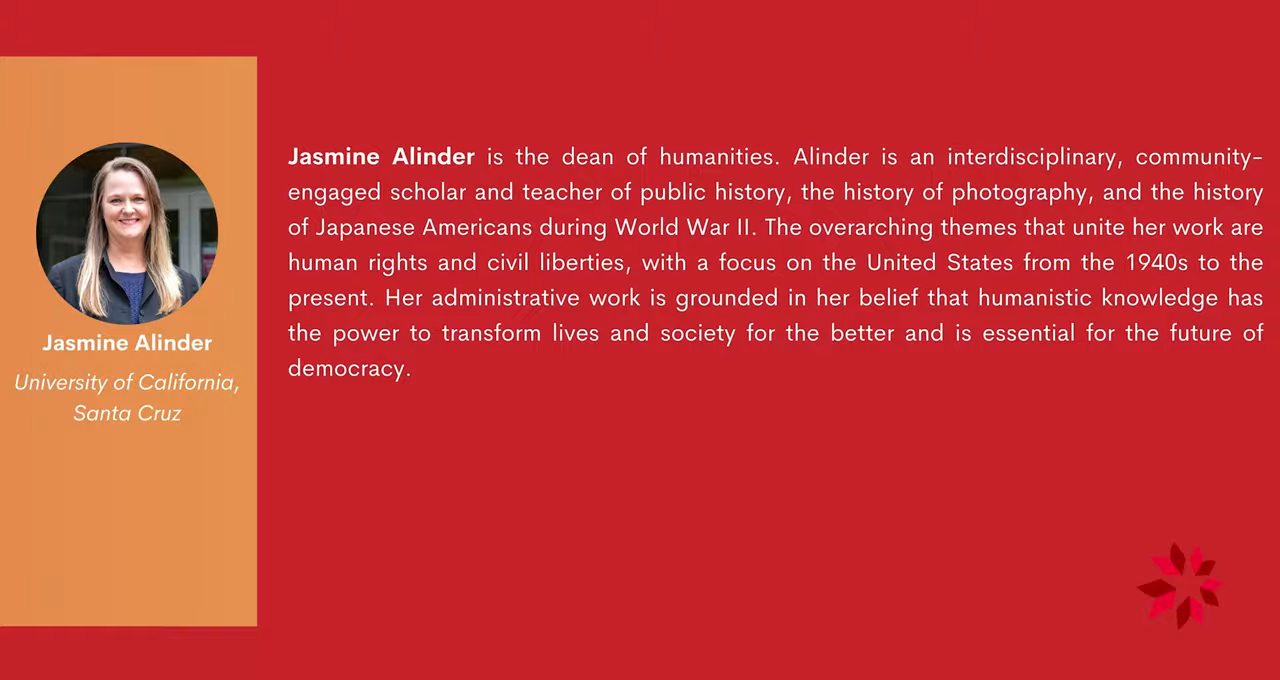 Jasmine Alinder
University of California,
Santa Cruz
Jasmine Alinder is the dean of humanities. Alinder is an interdisciplinary, community-
engaged scholar and teacher of public history, the history of photography, and the history
of Japanese Americans during World War II. The overarching themes that unite her work are
human rights and civil liberties, with a focus on the United States from the 1940s to the
present. Her administrative work is grounded in her belief that humanistic knowledge has
the power to transform lives and society for the better and is essential for the future of
democracy.